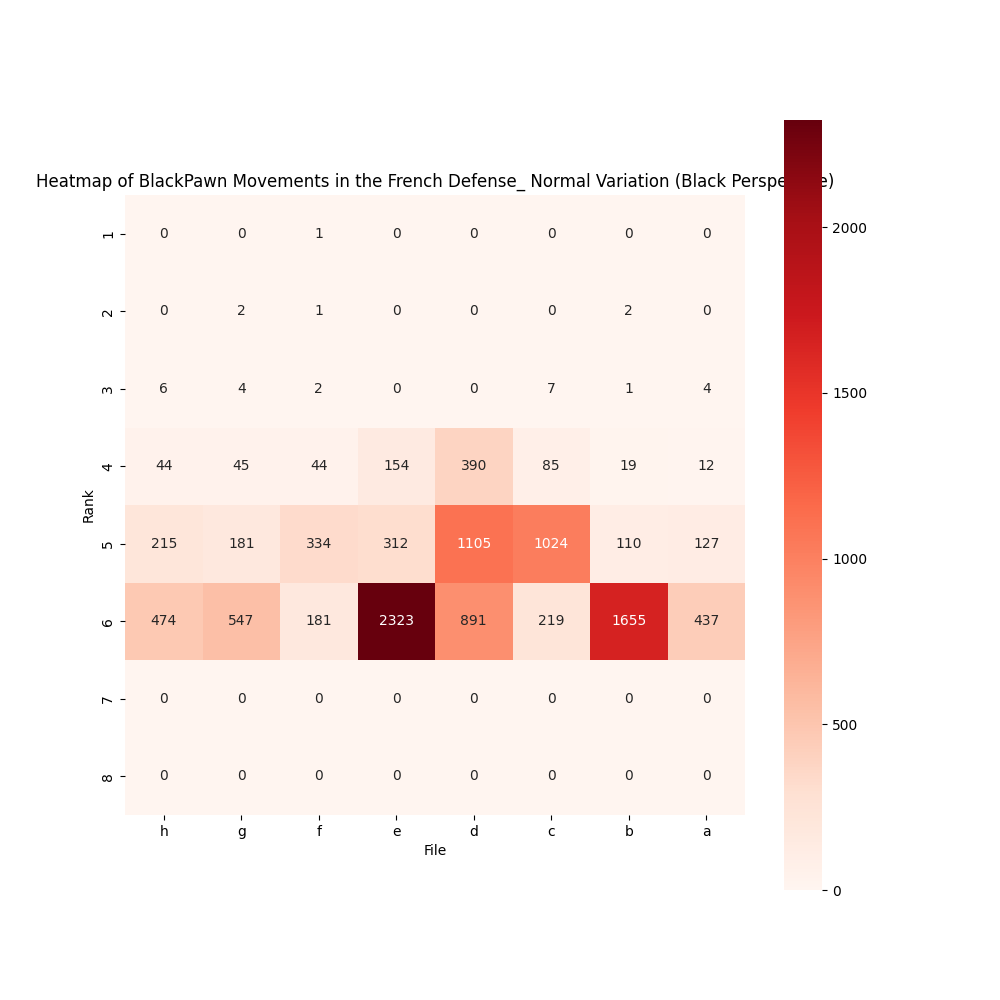 Heatmap of BlackPawn Movements in the French Defense_ Normal Variation (Black Perspe e)
1 0 0 1 0 0 0 0 0
2 0 2 1 0 0 0 2 0
3 6 4 2 0 0 7 1 4
4 44 45 44 154 390 85 19 12
5 215 181 334 312 1105 1024 110 127
6 474 547 181 2323 891 219 1655 437
7 0 0 0 0 0 0 0 0
8 0 0 0 0 0 0 0 0
Rank
h g f e d c b a
File
2000
1500
1000
500
0